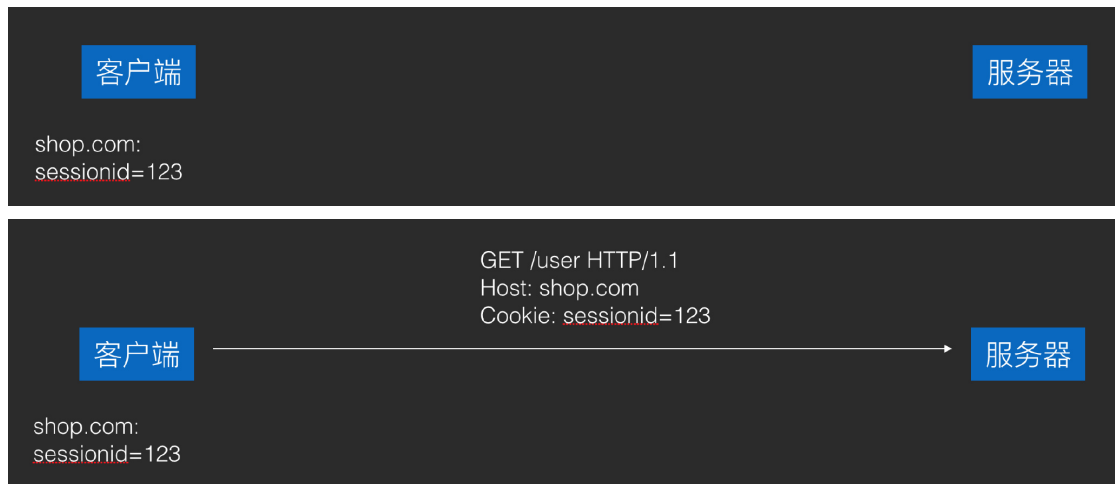 客户端
服务器
shop.com:
sessionid=123
GET /user HTTP/1.1
Host: shop.com
Cookie: sessionid=123
客户端
服务器
shop.com:
sessionid=123